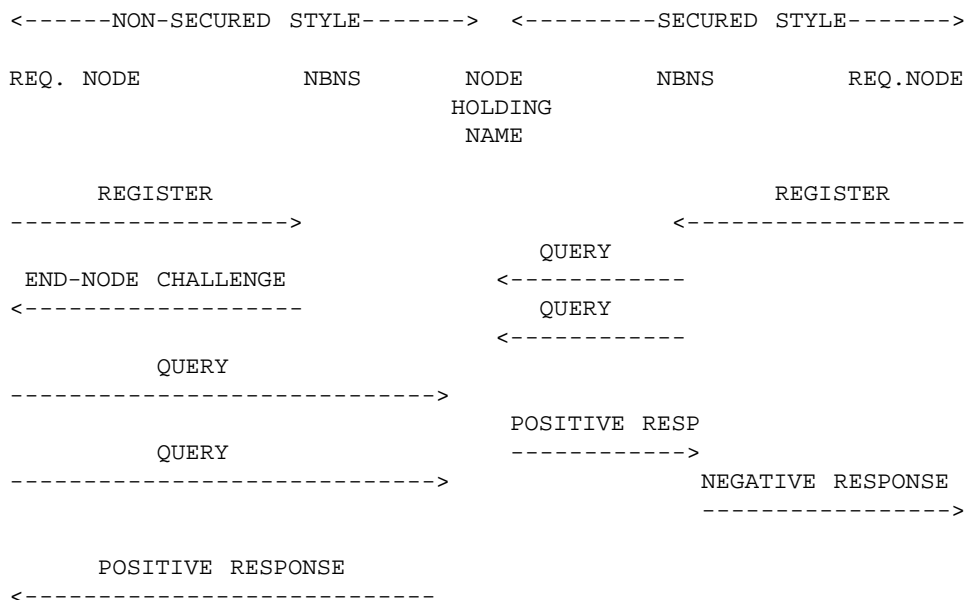 <------NON-SECURED STYLE-------> <---------SECURED STYLE------->
REQ. NODE NBNS NODE NBNS REQ.NODE
HOLDING
NAME
REGISTER REGISTER
-------------------> <-------------------
QUERY
END-NODE CHALLENGE <------------
<------------------- QUERY
<------------
QUERY
----------------------------->
POSITIVE RESP
QUERY ------------>
-----------------------------> NEGATIVE RESPONSE
----------------->
POSITIVE RESPONSE
<----------------------------